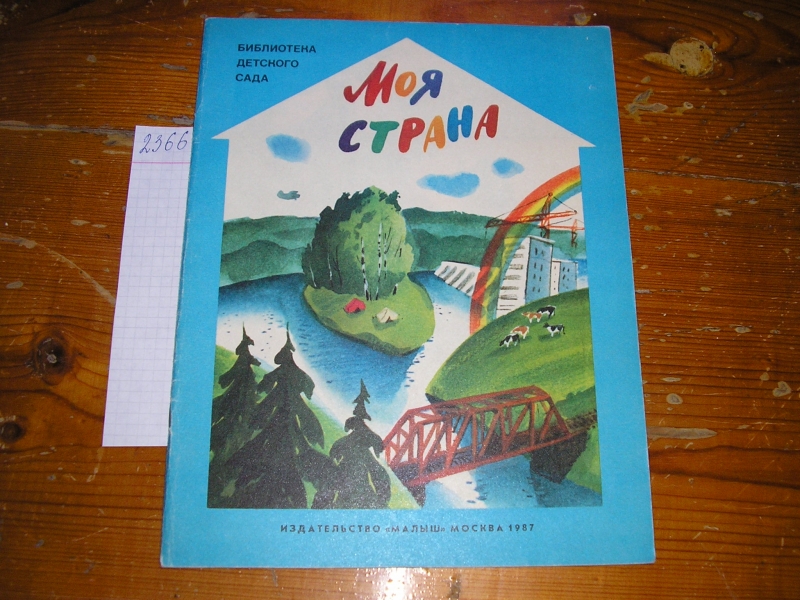 БИБЛИОТЕКА
ДЕТСКОГО
САДА
МОЯ
СТРАНА
2366
ИЗДАТЕЛЬСТВО «МАЛЫШ» МОСКВА 1987